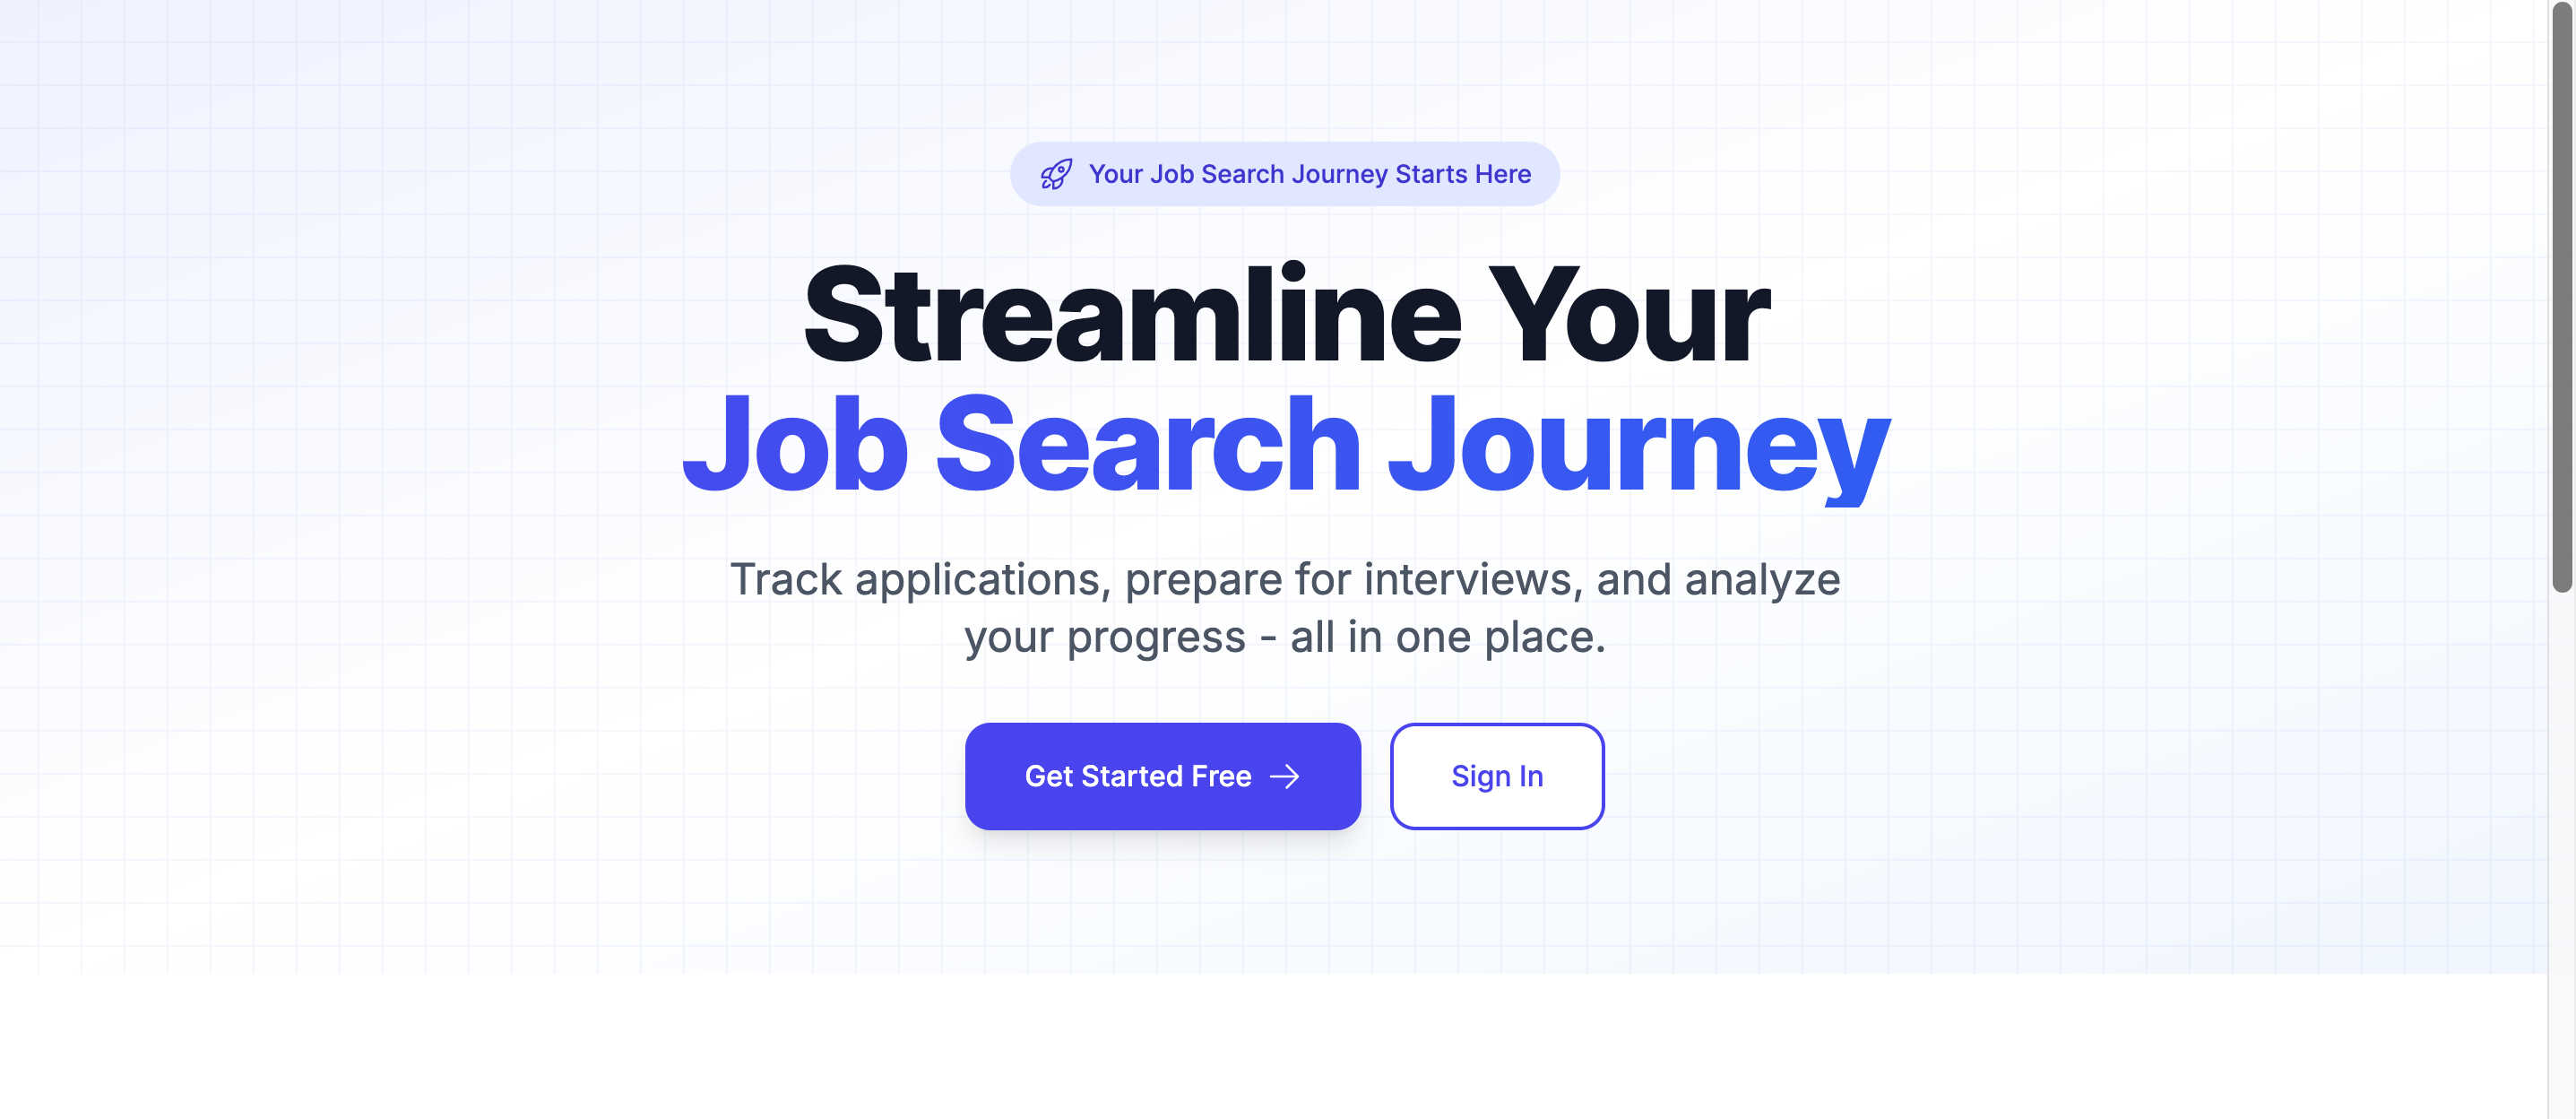 Your Job Search Journey Starts Here
Streamline Your
Job Search Journey
Track applications, prepare for interviews, and analyze
your progress - all in one place.
Get Started Free
Sign In